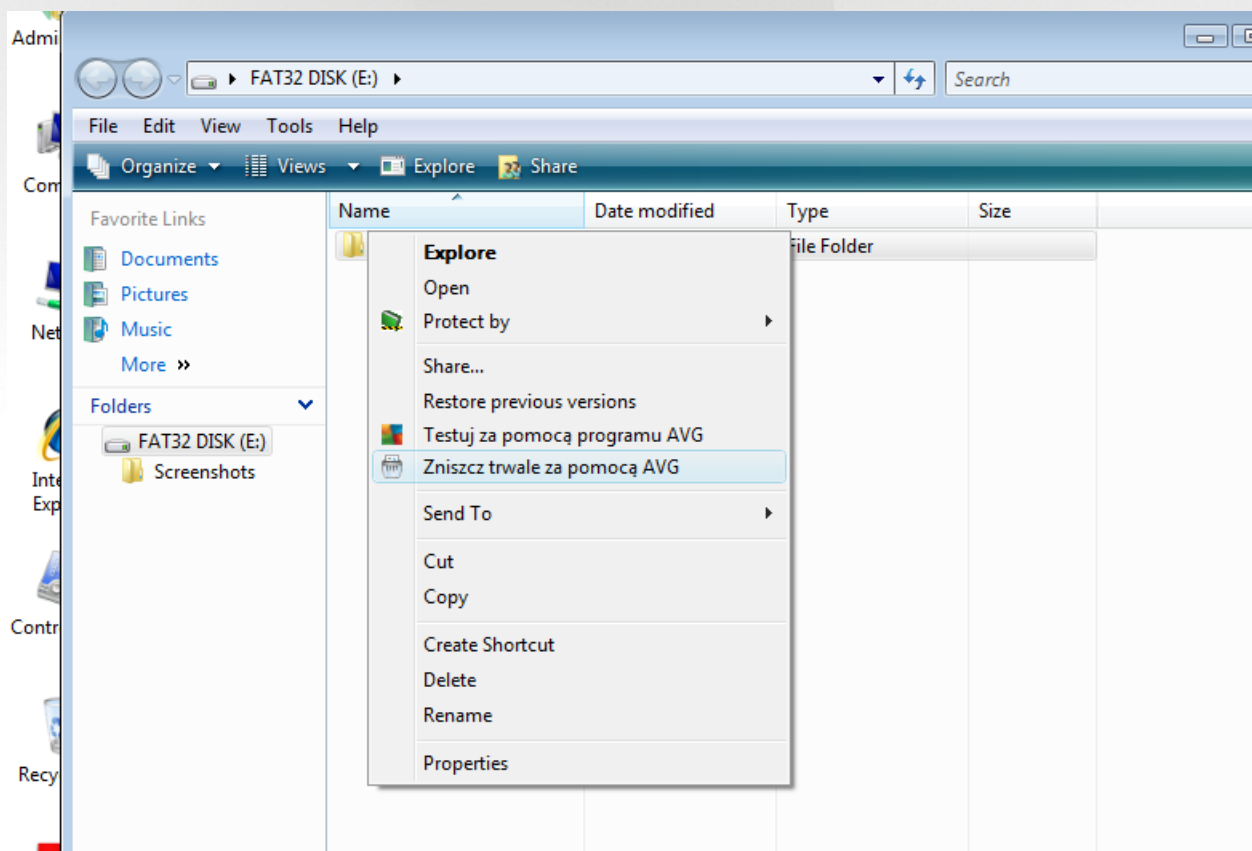 Admi
FAT32 DISK (E:)
Search
File Edit View Tools Help
Organize Views Explore Share
Com
Favorite Links
Name Date modified Type Size
File Folder
Documents
Pictures
Music
More »
Net
Folders
FAT32 DISK (E:)
Screenshots
Inte
Exp
Contr
Recy
Explore
Open
Protect by
Share...
Restore previous versions
Testuj za pomocą programu AVG
Zniszcz trwale za pomocą AVG
Send To
Cut
Copy
Create Shortcut
Delete
Rename
Properties